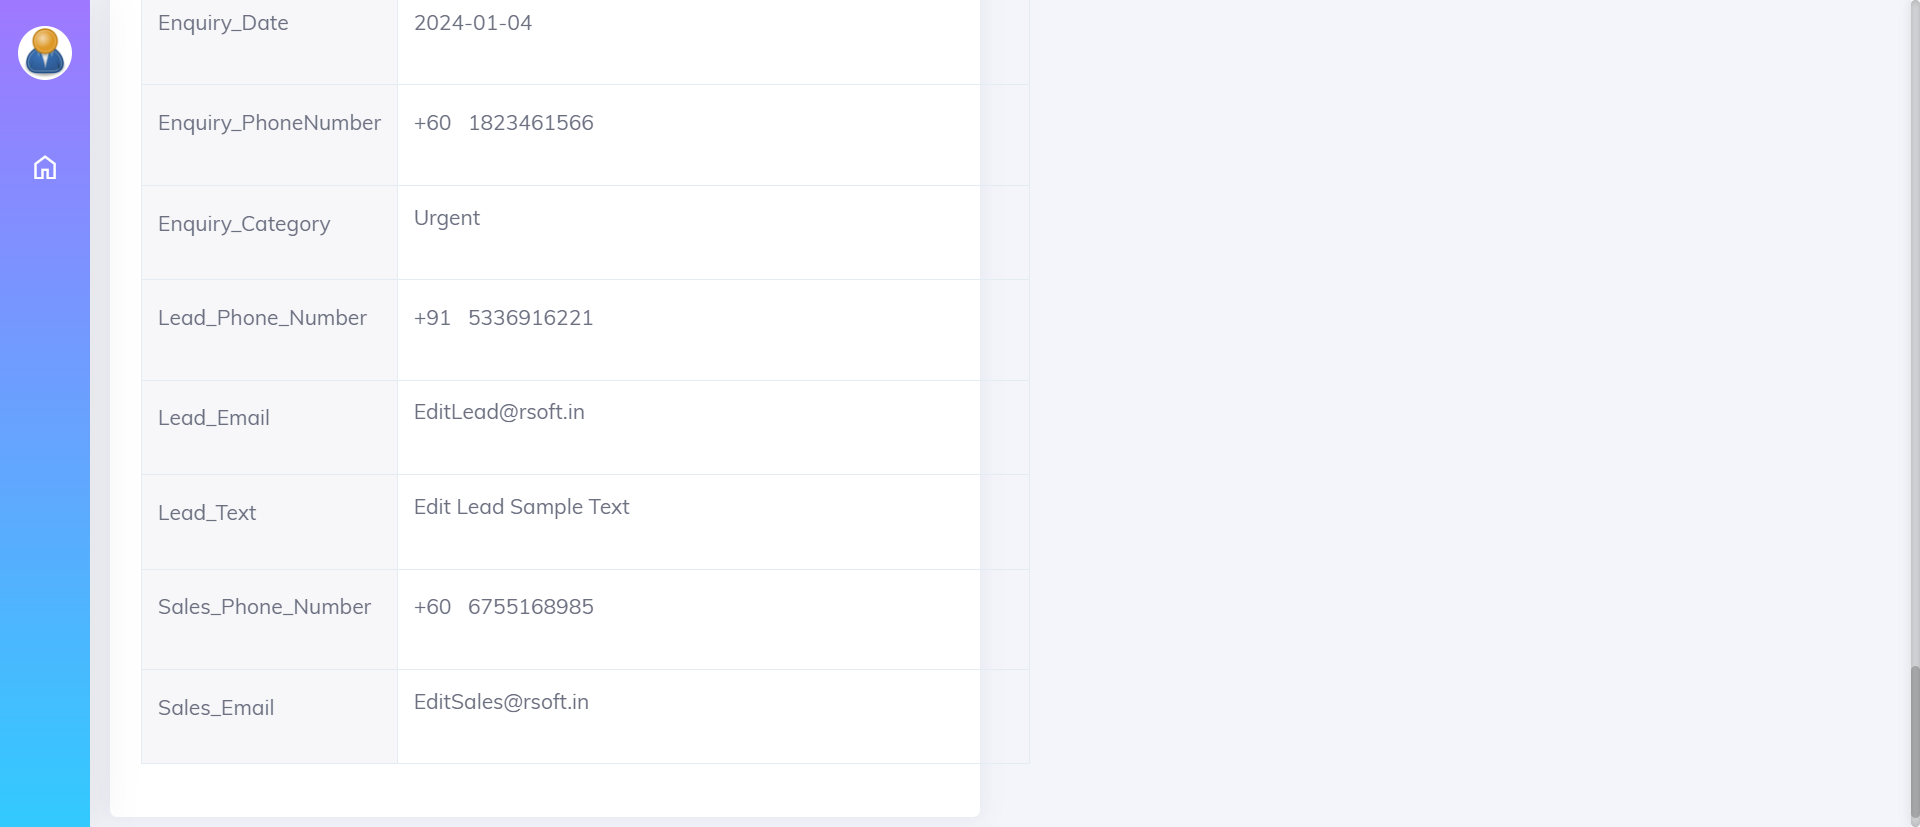 Enquiry_Date 2024-01-04
Enquiry_PhoneNumber +60 1823461566
Enquiry_Category Urgent
Lead_Phone_Number +91 5336916221
Lead_Email EditLead@rsoft.in
Lead_Text Edit Lead Sample Text
Sales_Phone_Number +60 6755168985
Sales_Email EditSales@rsoft.in